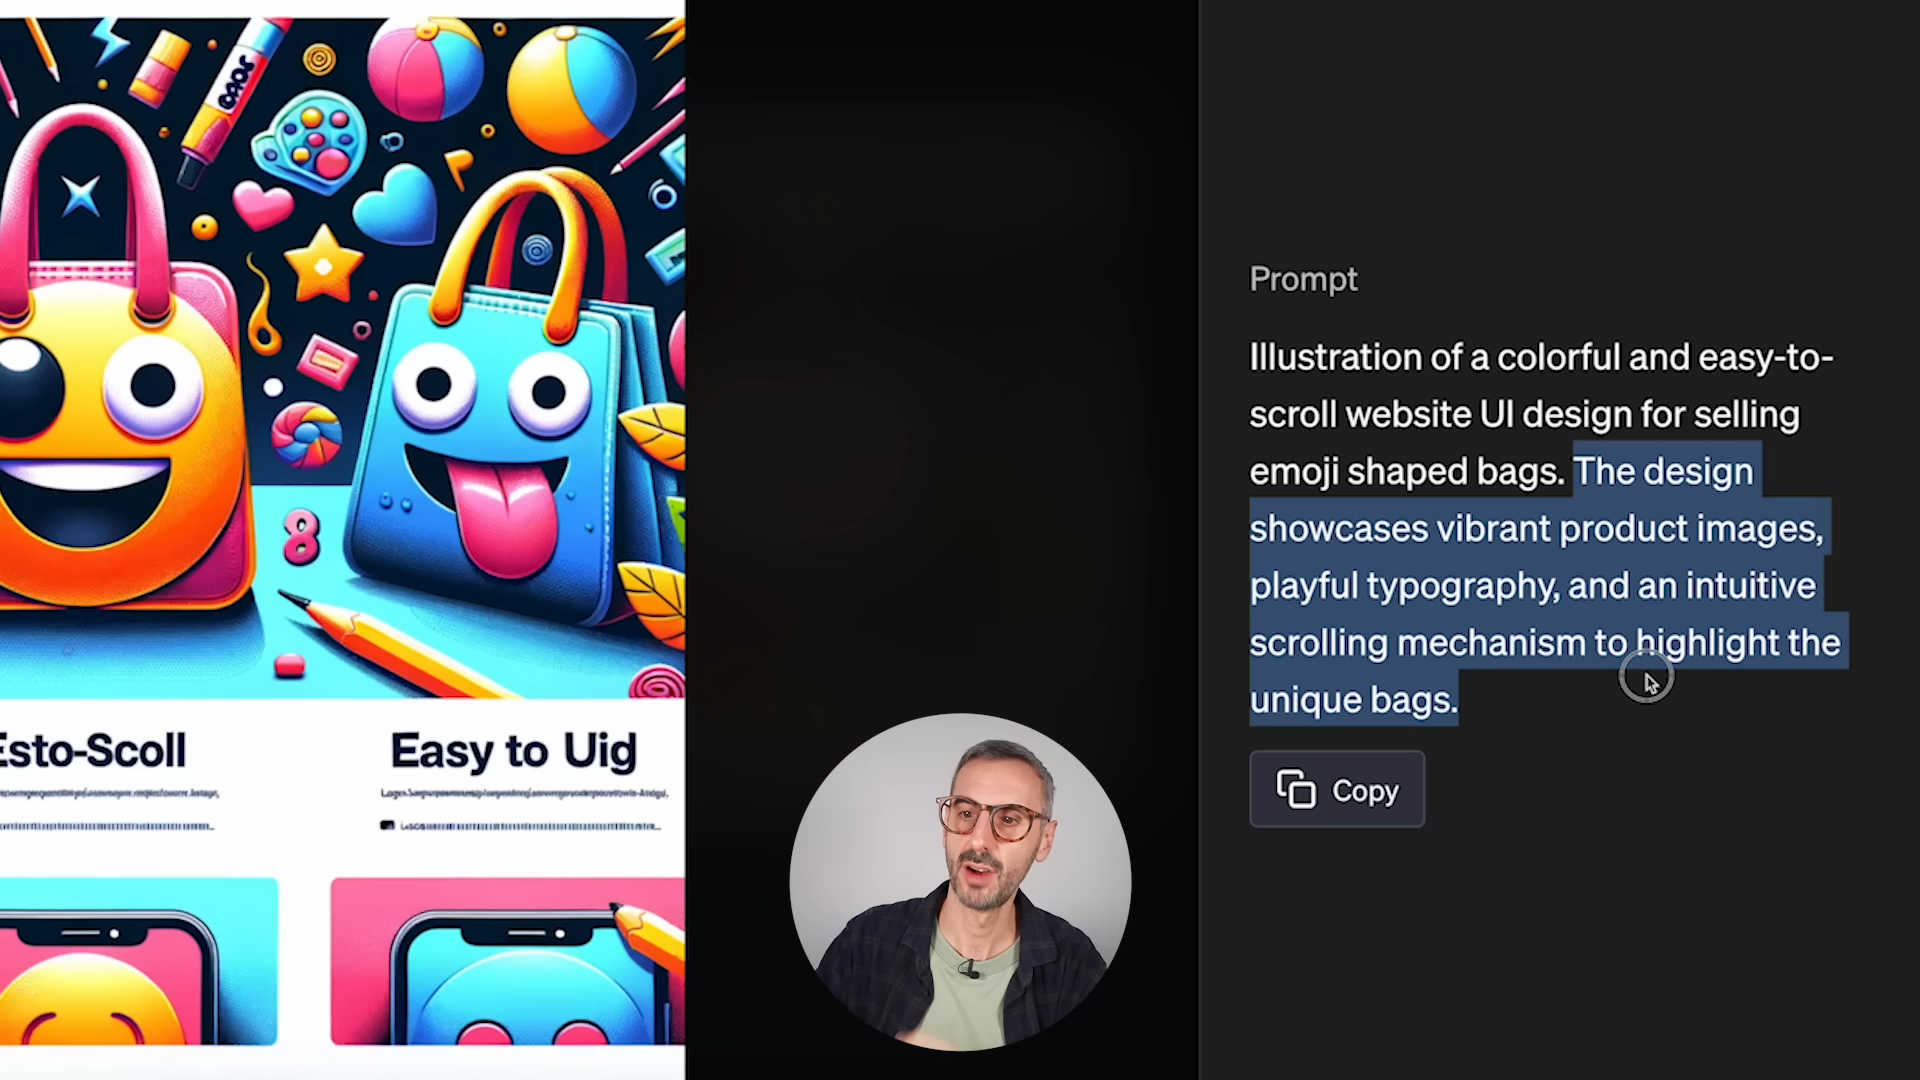 Esto-Scoll
Easy to Uig
8
Prompt
Illustration of a colorful and easy-to-
scroll website UI design for selling
emoji shaped bags. The design
showcases vibrant product images,
playful typography, and an intuitive
scrolling mechanism to highlight the
unique bags.
Copy